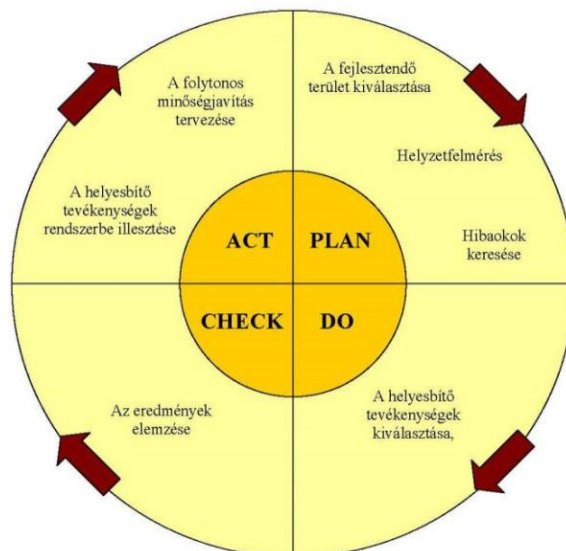 A folytonos
minőségjavítás
tervezése
A fejlesztendő
terület kiválasztása
Helyzetfelmérés
A helyesbítő
tevékenységek
rendszerbe illesztése
Hibaokok
keresése
ACT
PLAN
CHECK
DO
Az eredmények
elemzése
A helyesbítő
tevékenységek
kiválasztása,